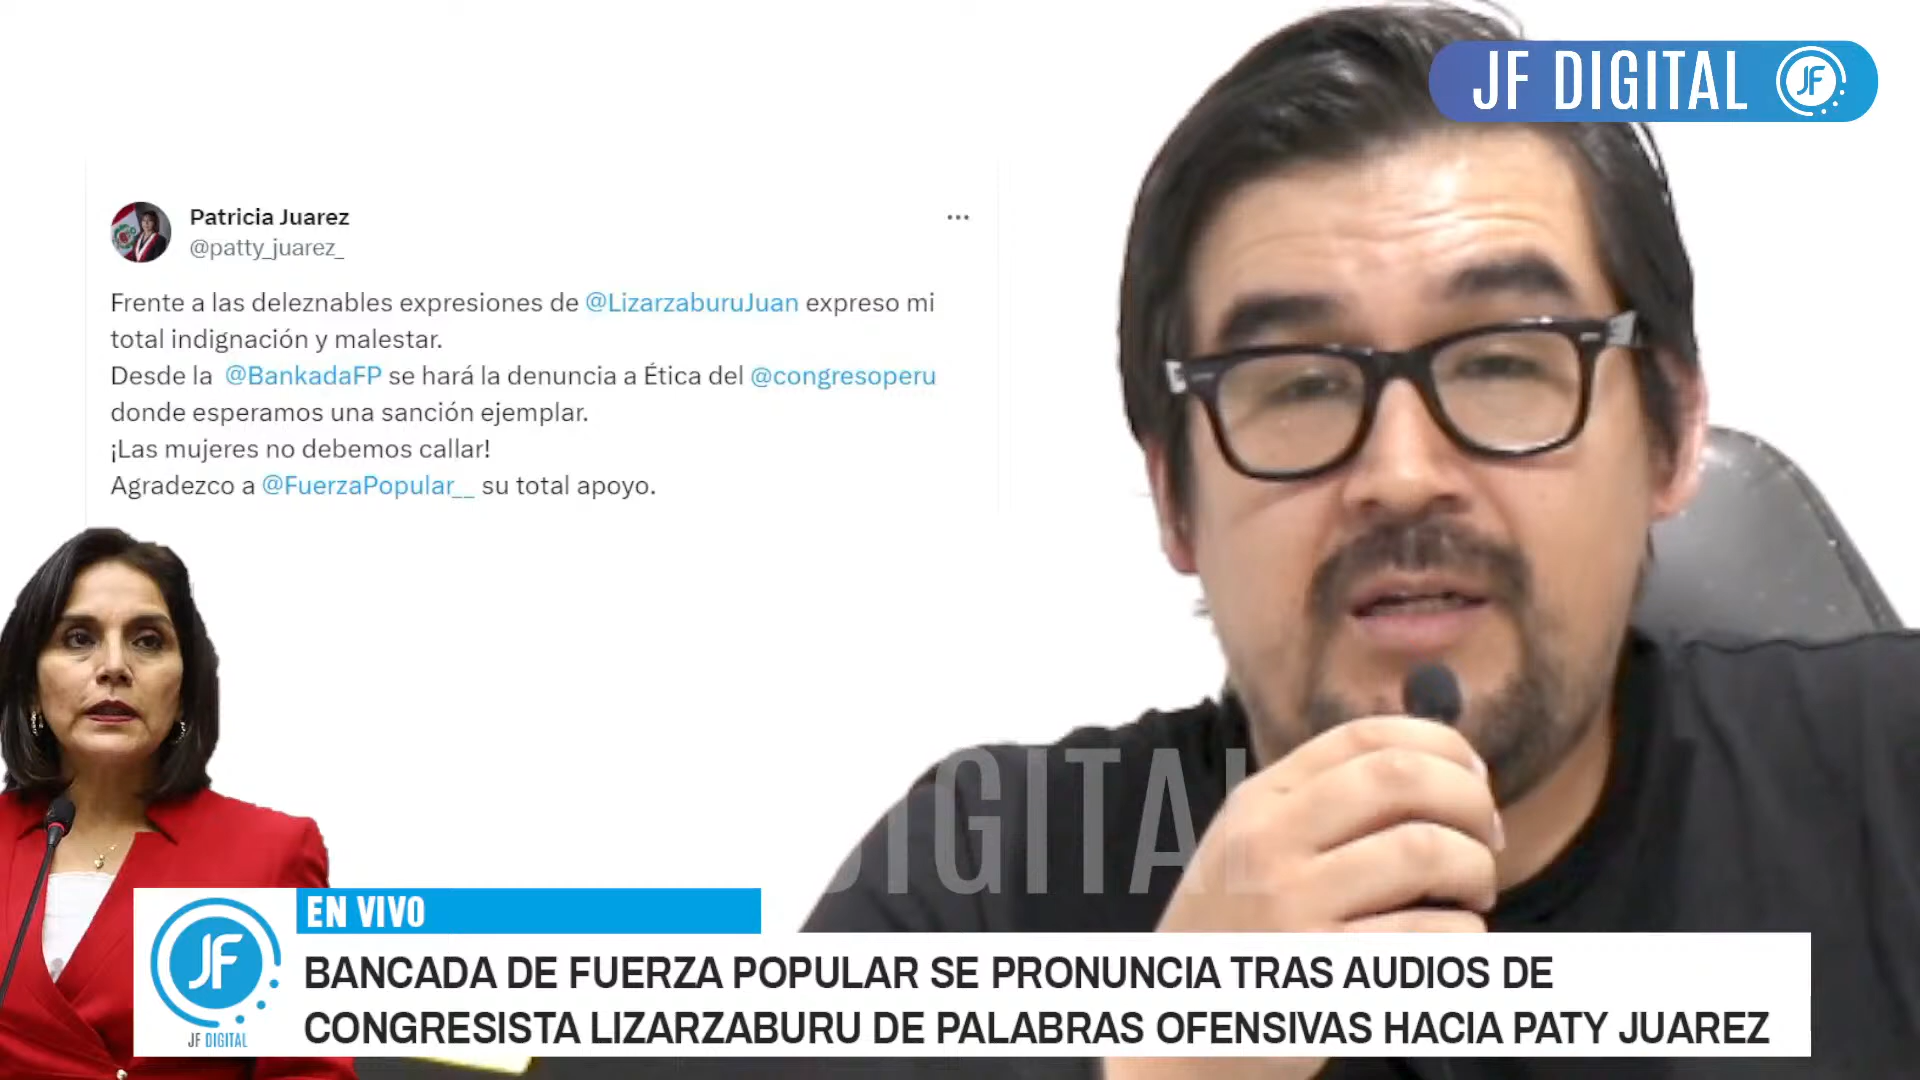 JF DIGITAL JF
Patricia Juarez
@patty_juarez_
Frente a las deleznables expresiones de @LizarzaburuJuan expreso mi
total indignación y malestar.
Desde la @BankadaFP se hará la denuncia a Ética del @congresoperu
donde esperamos una sanción ejemplar.
¡Las mujeres no debemos callar!
Agradezco a @FuerzaPopular__ su total apoyo.
DIGITAL
EN VIVO
JF
JF DIGITAL
BANCADA DE FUERZA POPULAR SE PRONUNCIA TRAS AUDIOS DE
CONGRESISTA LIZARZABURU DE PALABRAS OFENSIVAS HACIA PATY JUAREZ